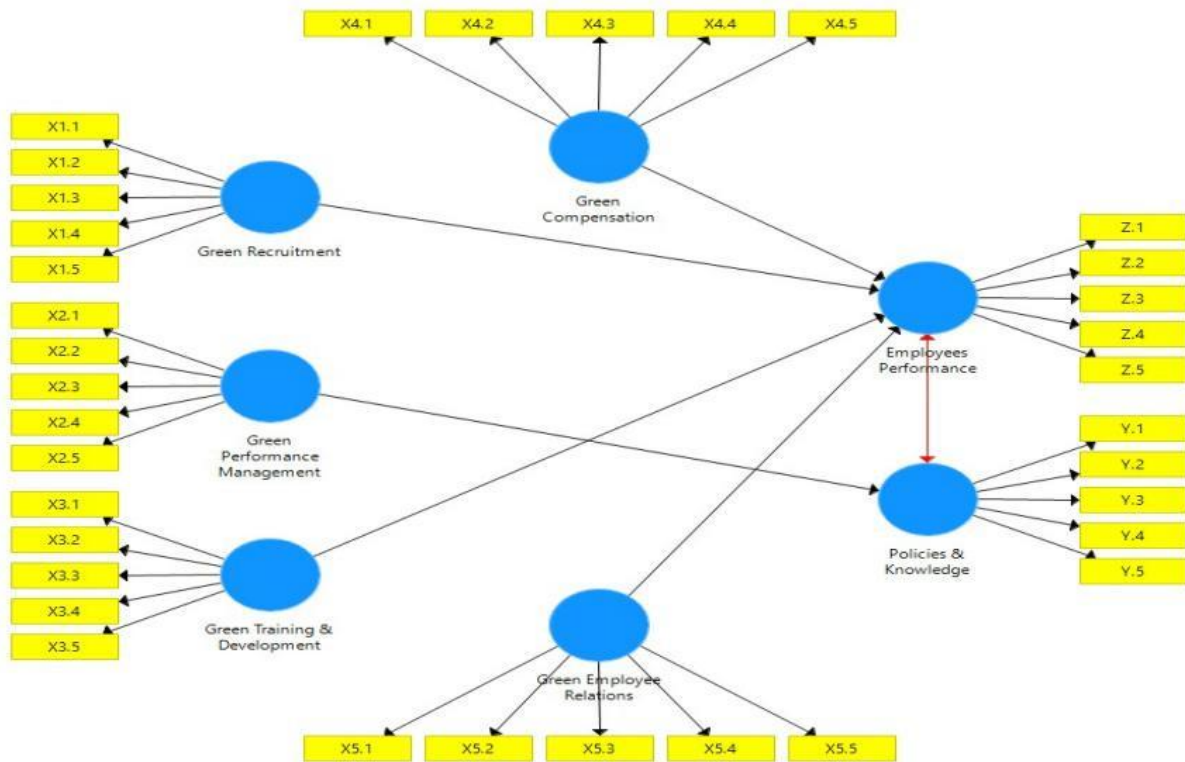 X4.1
X4.2
X4.3
X4.4
X4.5
Green
Compensation
X1.1
X1.2
X1.3
X1.4
X1.5
Green Recruitment
X2.1
X2.2
X2.3
X2.4
X2.5
Green
Performance
Management
X3.1
X3.2
X3.3
X3.4
X3.5
Green Training &
Development
Z.1
Z.2
Z.3
Z.4
Z.5
Employees
Performance
Y.1
Y.2
Y.3
Y.4
Y.5
Policies &
Knowledge
Green Employee
Relations
X5.1
X5.2
X5.3
X5.4
X5.5